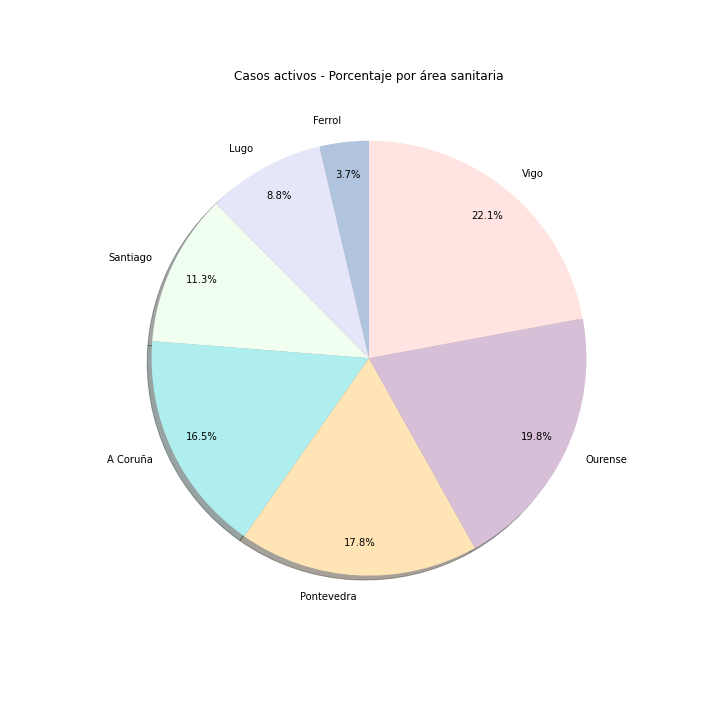 Casos activos - Porcentaje por área sanitaria
Ferrol
3.7%
Lugo
8.8%
Vigo
22.1%
Santiago
11.3%
A Coruña
16.5%
Ourense
19.8%
Pontevedra
17.8%